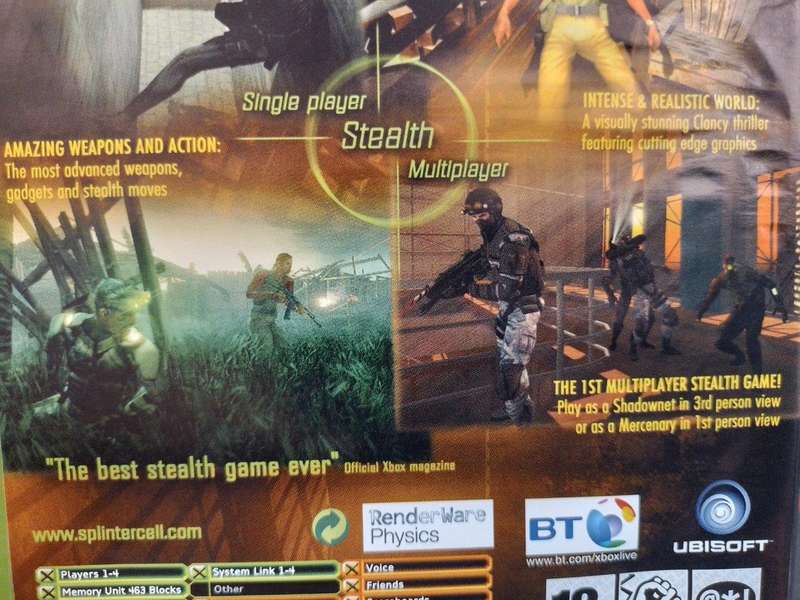 Single player
Stealth
Multiplayer
INTENSE & REALISTIC WORLD:
A visually stunning Clancy thriller
featuring cutting edge graphics
AMAZING WEAPONS AND ACTION:
The most advanced weapons,
gadgets and stealth moves
THE 1ST MULTIPLAYER STEALTH GAME!
Play as a Shadownet in 3rd person view
or as a Mercenary in 1st person view
"The best stealth game ever" Official Xbox magazine
www.splintercell.com
RenderWare
Physics
BT
www.bt.com/xboxlive
UBISOFT™
Players 1-4
Memory Unit 463 Blocks
System Link 1-4
Other
Voice
Friends